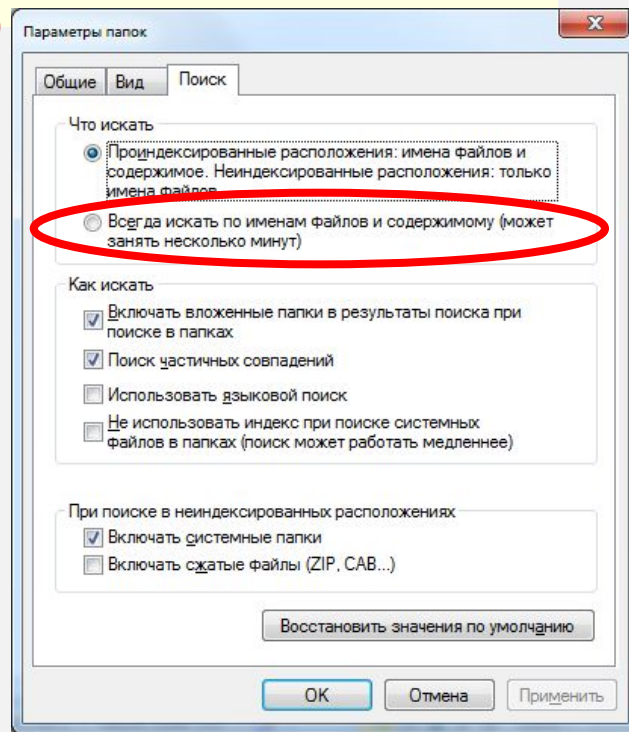 Параметры папок
Общие
Вид
Поиск
Что искать
Проиндексированные расположения: имена файлов и
содержимое. Неиндексированные расположения: только
имена файлов
Всегда искать по именам файлов и содержимому (может
занять несколько минут)
Как искать
Включать вложенные папки в результаты поиска при
поиске в папках
Поиск частичных совпадений
Использовать языковой поиск
Не использовать индекс при поиске системных
файлов в папках (поиск может работать медленнее)
При поиске в неиндексированных расположениях
Включать системные папки
Включать сжатые файлы (ZIP, CAB...)
Восстановить значения по умолчанию
OK
Отмена
Применить